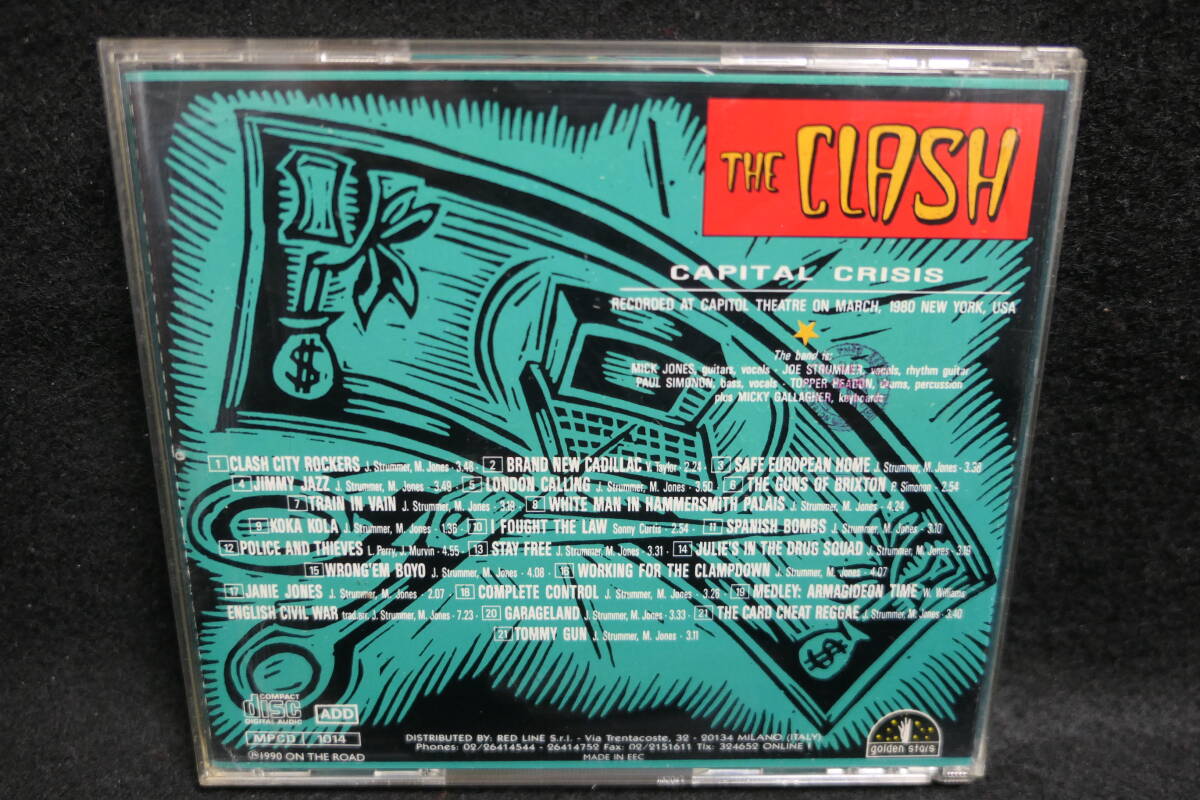 THE CLASH
CAPITAL CRISIS
RECORDED AT CAPITOL THEATRE ON MARCH, 1980 NEW YORK, USA
The band is:
MICK JONES, guitars, vocals - JOE STRUMMER, vocals, rhythm guitar
PAUL SIMONON, bass, vocals - TOPPER HEADON, drums, percussion
plus MICKY GALLAGHER, keyboards
1 CLASH CITY ROCKERS J. Strummer, M. Jones - 3.48 - 2 BRAND NEW CADILLAC V. Taylor - 2.24 - 3 SAFE EUROPEAN HOME J. Strummer, M. Jones - 3.38
4 JIMMY JAZZ J. Strummer, M. Jones - 3.49 - 5 LONDON CALLING J. Strummer, M. Jones - 3.50 - 6 THE GUNS OF BRIXTON P. Simonon - 2.54
7 TRAIN IN VAIN J. Strummer, M. Jones - 3.19 - 8 WHITE MAN IN HAMMERSMITH PALAIS J. Strummer, M. Jones - 4.24
9 KOKA KOLA J. Strummer, M. Jones - 1.36 - 10 I FOUGHT THE LAW Sonny Curtis - 2.54 - 11 SPANISH BOMBS J. Strummer, M. Jones - 3.10
12 POLICE AND THIEVES L. Perry, J. Murvin - 4.55 - 13 STAY FREE J. Strummer, M. Jones - 3.31 - 14 JULIE'S IN THE DRUG SQUAD J. Strummer, M. Jones - 3.19
15 WRONG'EM BOYO J. Strummer, M. Jones - 4.08 - 16 WORKING FOR THE CLAMPDOWN J. Strummer, M. Jones - 4.07
17 JANIE JONES J. Strummer, M. Jones - 2.07 - 18 COMPLETE CONTROL J. Strummer, M. Jones - 3.28 - 19 MEDLEY: ARMAGIDEON TIME W. Williams
ENGLISH CIVIL WAR trad.arr. J. Strummer, M. Jones - 7.23 - 20 GARAGELAND J. Strummer, M. Jones - 3.33 - 21 THE CARD CHEAT REGGAE J. Strummer, M. Jones - 3.40
21 TOMMY GUN J. Strummer, M. Jones - 3.11
COMPACT
disc
DIGITAL AUDIO
ADD
MPCD 1014
℗1990 ON THE ROAD
DISTRIBUTED BY: RED LINE S.r.l. - Via Trentacoste, 32 - 20134 MILANO (ITALY)
Phones: 02/26414544 - 26414752 Fax: 02/2151611 Tlx: 324652 ONLINE I
MADE IN EEC
golden stars